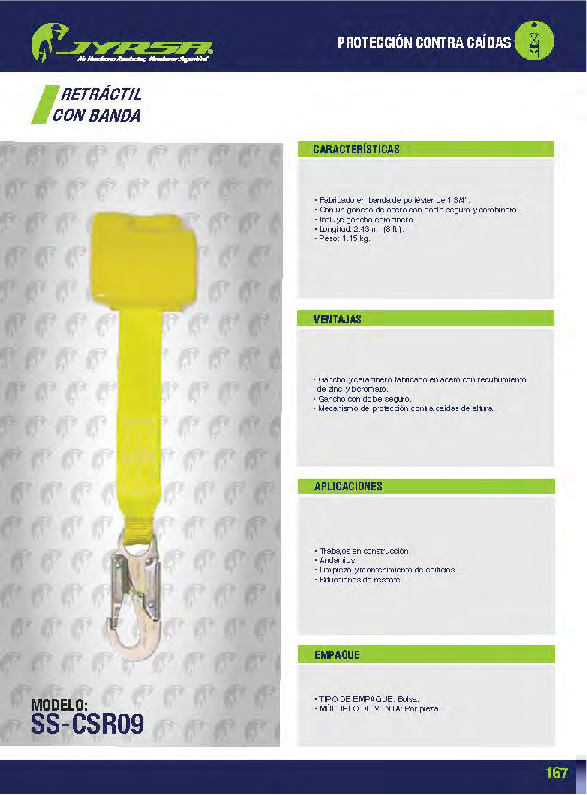 JYRSA
PROTECCIÓN CONTRA CAÍDAS
RETRÁCTIL
CON BANDA
CARACTERÍSTICAS
• Fabricado en banda de poliéster de 1 3/4".
• Con un gancho de acero con doble seguro y
• Incluye gancho
• Longitud: 2.43 m (8 ft.).
• Peso: 1.15 kg.
VENTAJAS
• Gancho y fabricado en acero con recubrimiento
de zinc y
• Gancho con doble seguro.
• Mecanismo de protección contra caídas de altura.
APLICACIONES
• Trabajos en construcción.
• Andamios.
• Limpieza y mantenimiento de edificios.
• de rescate.
EMPAQUE
• TIPO DE EMPAQUE: Bolsa.
• MÚLTIPLO DE VENTA: Por pieza.
MODELO:
SS-CSR09
167